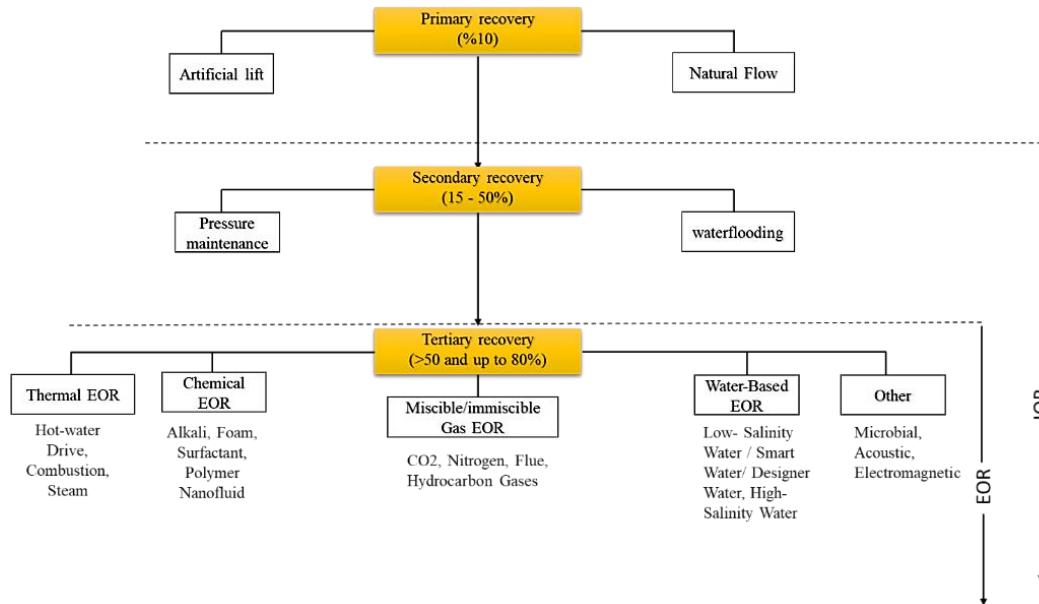 Primary recovery
(%10)
Artificial lift
Natural Flow
Secondary recovery
(15 - 50%)
Pressure
maintenance
waterflooding
Tertiary recovery
(>50 and up to 80%)
Thermal EOR
Hot-water
Drive,
Combustion,
Steam
Chemical
EOR
Alkali, Foam,
Surfactant,
Polymer
Nanofluid
Miscible/immiscible
Gas EOR
CO2, Nitrogen, Flue,
Hydrocarbon Gases
Water-Based
EOR
Low- Salinity
Water / Smart
Water/ Designer
Water, High-
Salinity Water
Other
Microbial,
Acoustic,
Electromagnetic
EOR